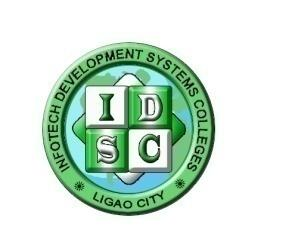 INFOTECH DEVELOPMENT SYSTEMS COLLEGES
I D
S C
LIGAO CITY